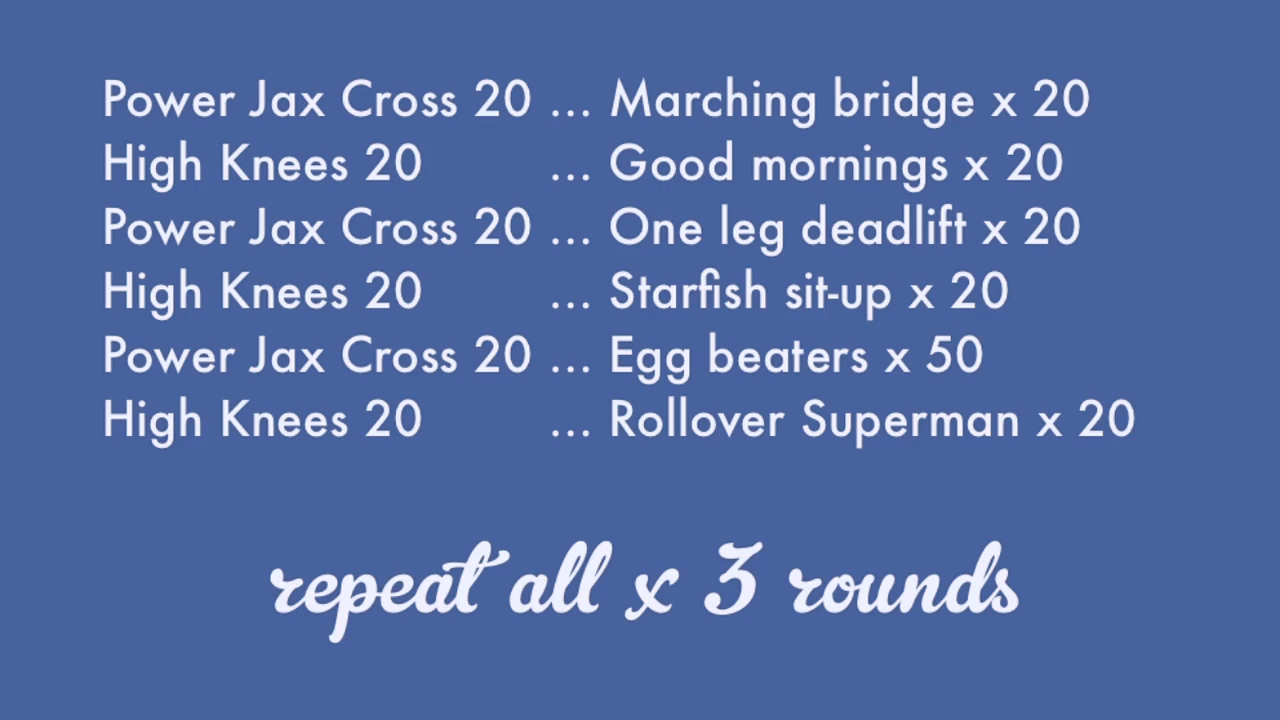 Power Jax Cross 20 ... Marching bridge x 20
High Knees 20 ... Good mornings x 20
Power Jax Cross 20 ... One leg deadlift x 20
High Knees 20 ... Starfish sit-up x 20
Power Jax Cross 20 ... Egg beaters x 50
High Knees 20 ... Rollover Superman x 20
repeat all x 3 rounds